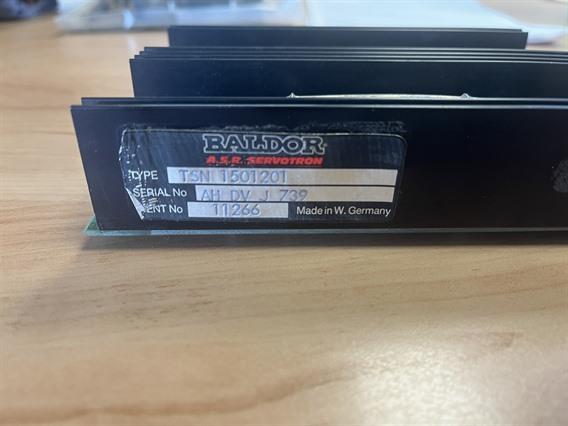 BALDOR
A.S.R. SERVOTRON
TYPE TSN 1501201
SERIAL No AH DV J 739
ENT No 11266 Made in W. Germany